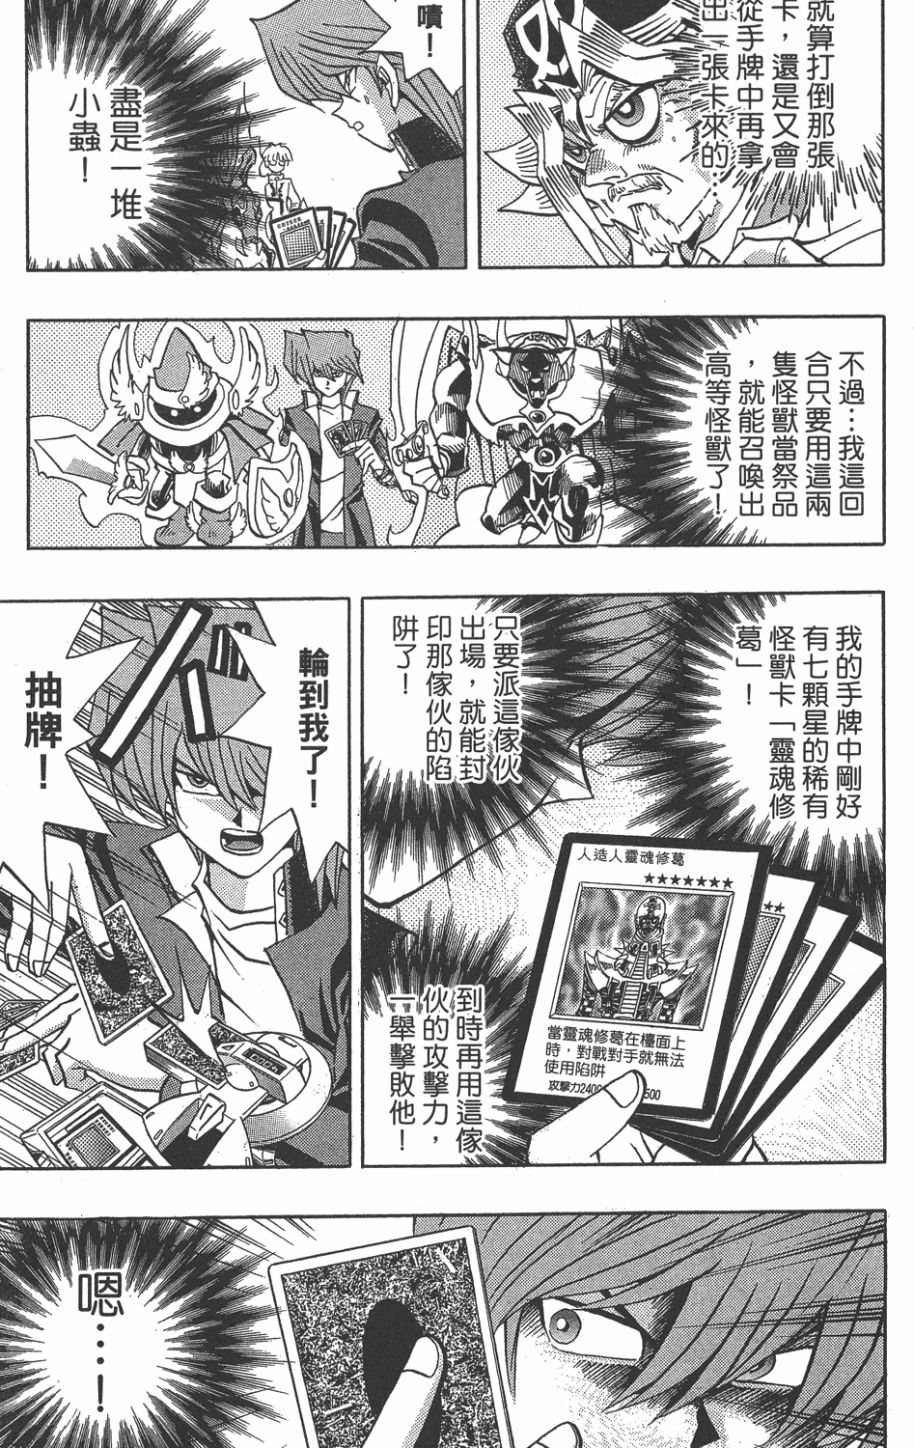 就算打倒那張
卡，還是又會
從手牌中再拿
出一張卡來的…
嘖！
盡是一堆
小蟲！
不過…我這回
合只要用這兩
隻怪獸當祭品
，就能召喚出
高等怪獸了！
我的手牌中剛好
有七顆星的稀有
怪獸卡「靈魂修
葛」！
只要派這傢伙
出場，就能封
印那傢伙的陷
阱了！
人造人靈魂修葛
★★★★★★★
★★
當靈魂修葛在檯面上
時，對戰對手就無法
使用陷阱
攻擊力240
500
到時再用這傢
伙的攻擊力，
一舉擊敗他！
輪到我了！
抽牌！
嗯…！